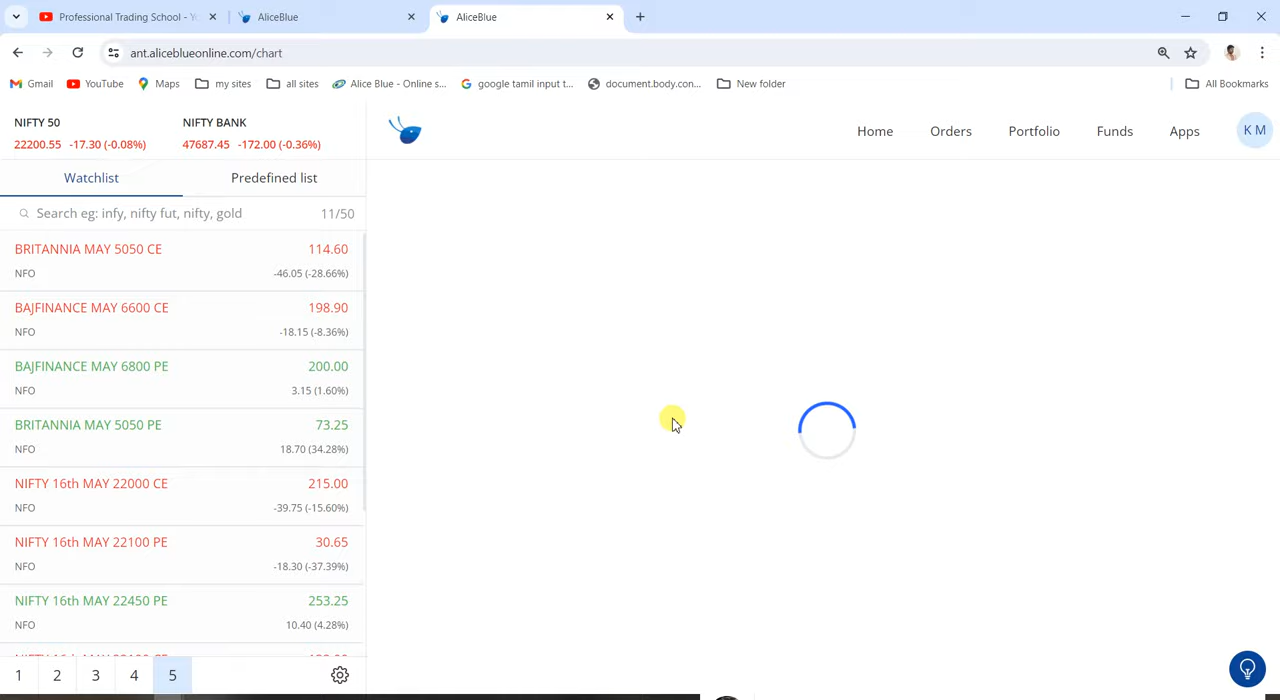 Professional Trading School - Y
AliceBlue
AliceBlue
ant.aliceblueonline.com/chart
Gmail
YouTube
Maps
my sites
all sites
Alice Blue - Online s...
google tamil input t...
document.body.con...
New folder
All Bookmarks
NIFTY 50
22200.55 -17.30 (-0.08%)
NIFTY BANK
47687.45 -172.00 (-0.36%)
Home
Orders
Portfolio
Funds
Apps
K M
Watchlist
Predefined list
Search eg: infy, nifty fut, nifty, gold
11/50
BRITANNIA MAY 5050 CE 114.60
NFO -46.05 (-28.66%)
BAJFINANCE MAY 6600 CE 198.90
NFO -18.15 (-8.36%)
BAJFINANCE MAY 6800 PE 200.00
NFO 3.15 (1.60%)
BRITANNIA MAY 5050 PE 73.25
NFO 18.70 (34.28%)
NIFTY 16th MAY 22000 CE 215.00
NFO -39.75 (-15.60%)
NIFTY 16th MAY 22100 PE 30.65
NFO -18.30 (-37.39%)
NIFTY 16th MAY 22450 PE 253.25
NFO 10.40 (4.28%)
1 2 3 4 5